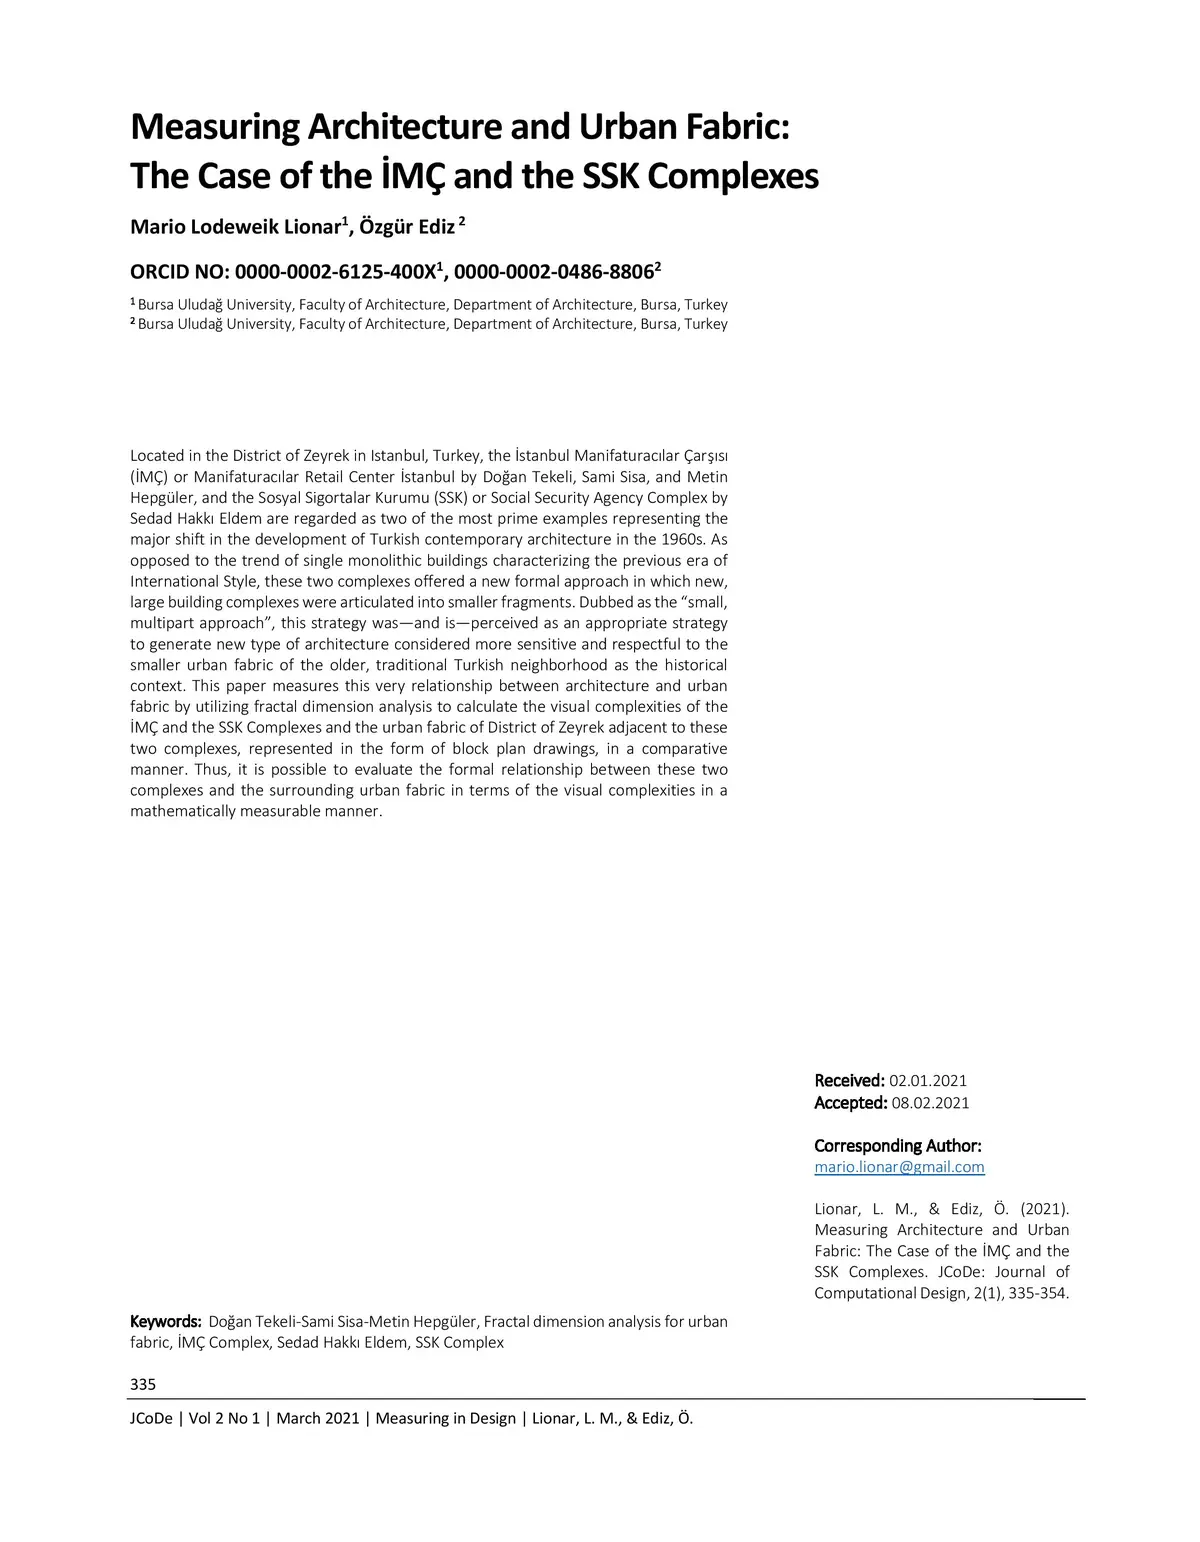 Measuring Architecture and Urban Fabric:
The Case of the İMÇ and the SSK Complexes
Mario Lodeweik Lionar1, Özgür Ediz 2
ORCID NO: 0000-0002-6125-400X1, 0000-0002-0486-88062
1 Bursa Uludağ University, Faculty of Architecture, Department of Architecture, Bursa, Turkey
2 Bursa Uludağ University, Faculty of Architecture, Department of Architecture, Bursa, Turkey
Located in the District of Zeyrek in Istanbul, Turkey, the İstanbul Manifaturacılar Çarşısı
(İMÇ) or Manifaturacılar Retail Center İstanbul by Doğan Tekeli, Sami Sisa, and Metin
Hepgüler, and the Sosyal Sigortalar Kurumu (SSK) or Social Security Agency Complex by
Sedad Hakkı Eldem are regarded as two of the most prime examples representing the
major shift in the development of Turkish contemporary architecture in the 1960s. As
opposed to the trend of single monolithic buildings characterizing the previous era of
International Style, these two complexes offered a new formal approach in which new,
large building complexes were articulated into smaller fragments. Dubbed as the “small,
multipart approach”, this strategy was—and is—perceived as an appropriate strategy
to generate new type of architecture considered more sensitive and respectful to the
smaller urban fabric of the older, traditional Turkish neighborhood as the historical
context. This paper measures this very relationship between architecture and urban
fabric by utilizing fractal dimension analysis to calculate the visual complexities of the
İMÇ and the SSK Complexes and the urban fabric of District of Zeyrek adjacent to these
two complexes, represented in the form of block plan drawings, in a comparative
manner. Thus, it is possible to evaluate the formal relationship between these two
complexes and the surrounding urban fabric in terms of the visual complexities in a
mathematically measurable manner.
Received: 02.01.2021
Accepted: 08.02.2021
Corresponding Author:
mario.lionar@gmail.com
Lionar, L. M., & Ediz, Ö. (2021).
Measuring Architecture and Urban
Fabric: The Case of the İMÇ and the
SSK Complexes. JCoDe: Journal of
Computational Design, 2(1), 335-354.
Keywords: Doğan Tekeli-Sami Sisa-Metin Hepgüler, Fractal dimension analysis for urban
fabric, İMÇ Complex, Sedad Hakkı Eldem, SSK Complex
335
JCoDe | Vol 2 No 1 | March 2021 | Measuring in Design | Lionar, L. M., & Ediz, Ö.